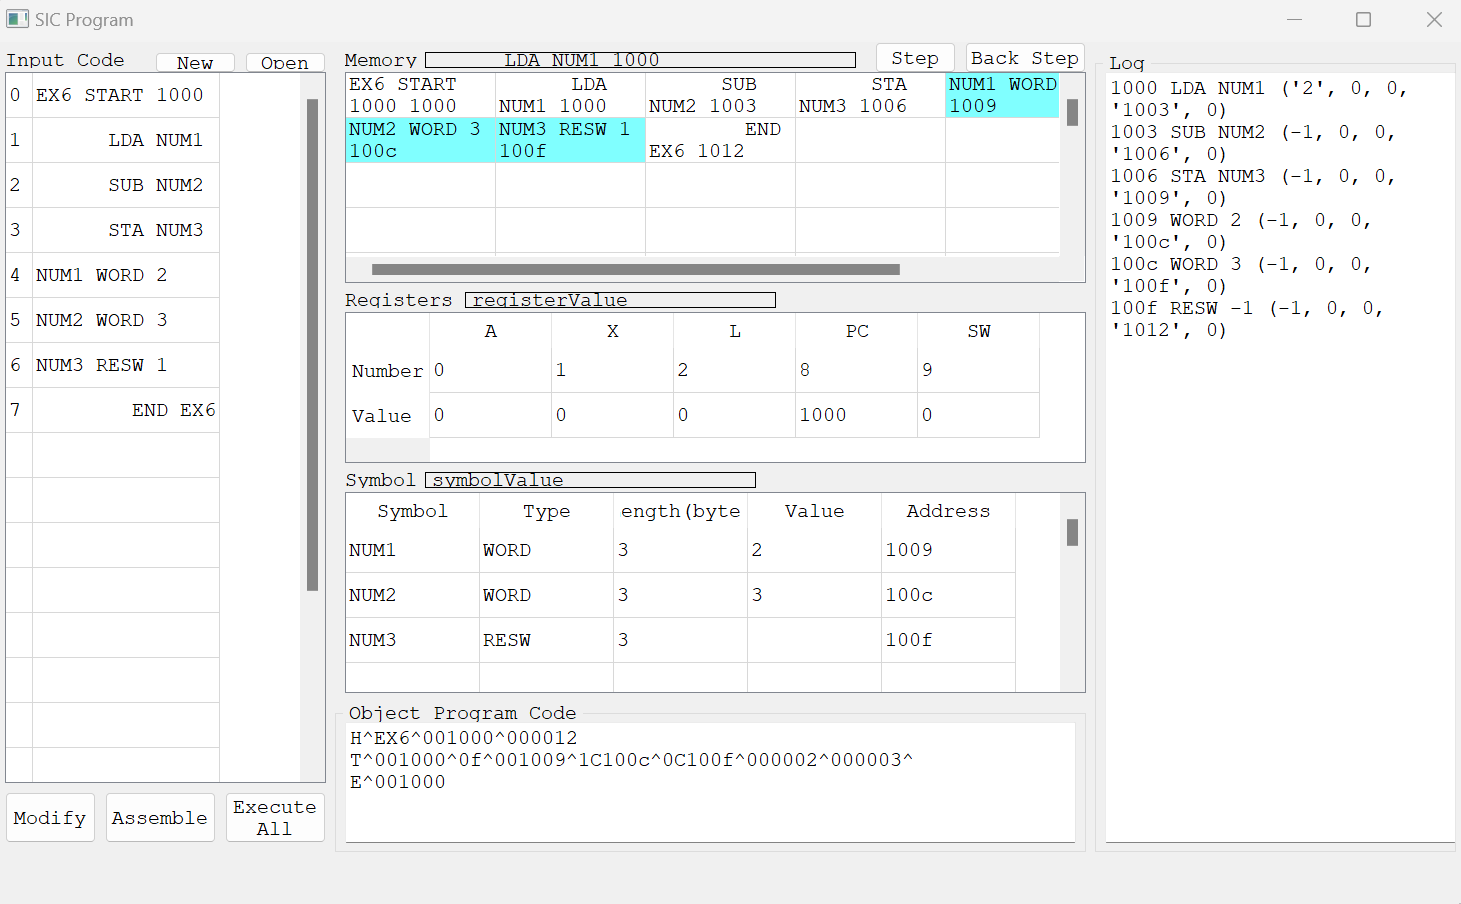 SIC Program
Input Code New Open
0 EX6 START 1000
1 LDA NUM1
2 SUB NUM2
3 STA NUM3
4 NUM1 WORD 2
5 NUM2 WORD 3
6 NUM3 RESW 1
7 END EX6
Modify Assemble Execute All
Memory LDA NUM1 1000 Step Back Step
EX6 START 1000 1000
LDA NUM1 1000
SUB NUM2 1003
STA NUM3 1006
NUM1 WORD 1009
NUM2 WORD 3 100c
NUM3 RESW 1 100f
END EX6 1012
Registers registerValue
A X L PC SW
Number 0 1 2 8 9
Value 0 0 0 1000 0
Symbol symbolValue
Symbol Type ength(byte Value Address
NUM1 WORD 3 2 1009
NUM2 WORD 3 3 100c
NUM3 RESW 3 100f
Object Program Code
H^EX6^001000^000012
T^001000^0f^001009^1C100c^0C100f^000002^000003^
E^001000
Log
1000 LDA NUM1 ('2', 0, 0,
'1003', 0)
1003 SUB NUM2 (-1, 0, 0,
'1006', 0)
1006 STA NUM3 (-1, 0, 0,
'1009', 0)
1009 WORD 2 (-1, 0, 0,
'100c', 0)
100c WORD 3 (-1, 0, 0,
'100f', 0)
100f RESW -1 (-1, 0, 0,
'1012', 0)